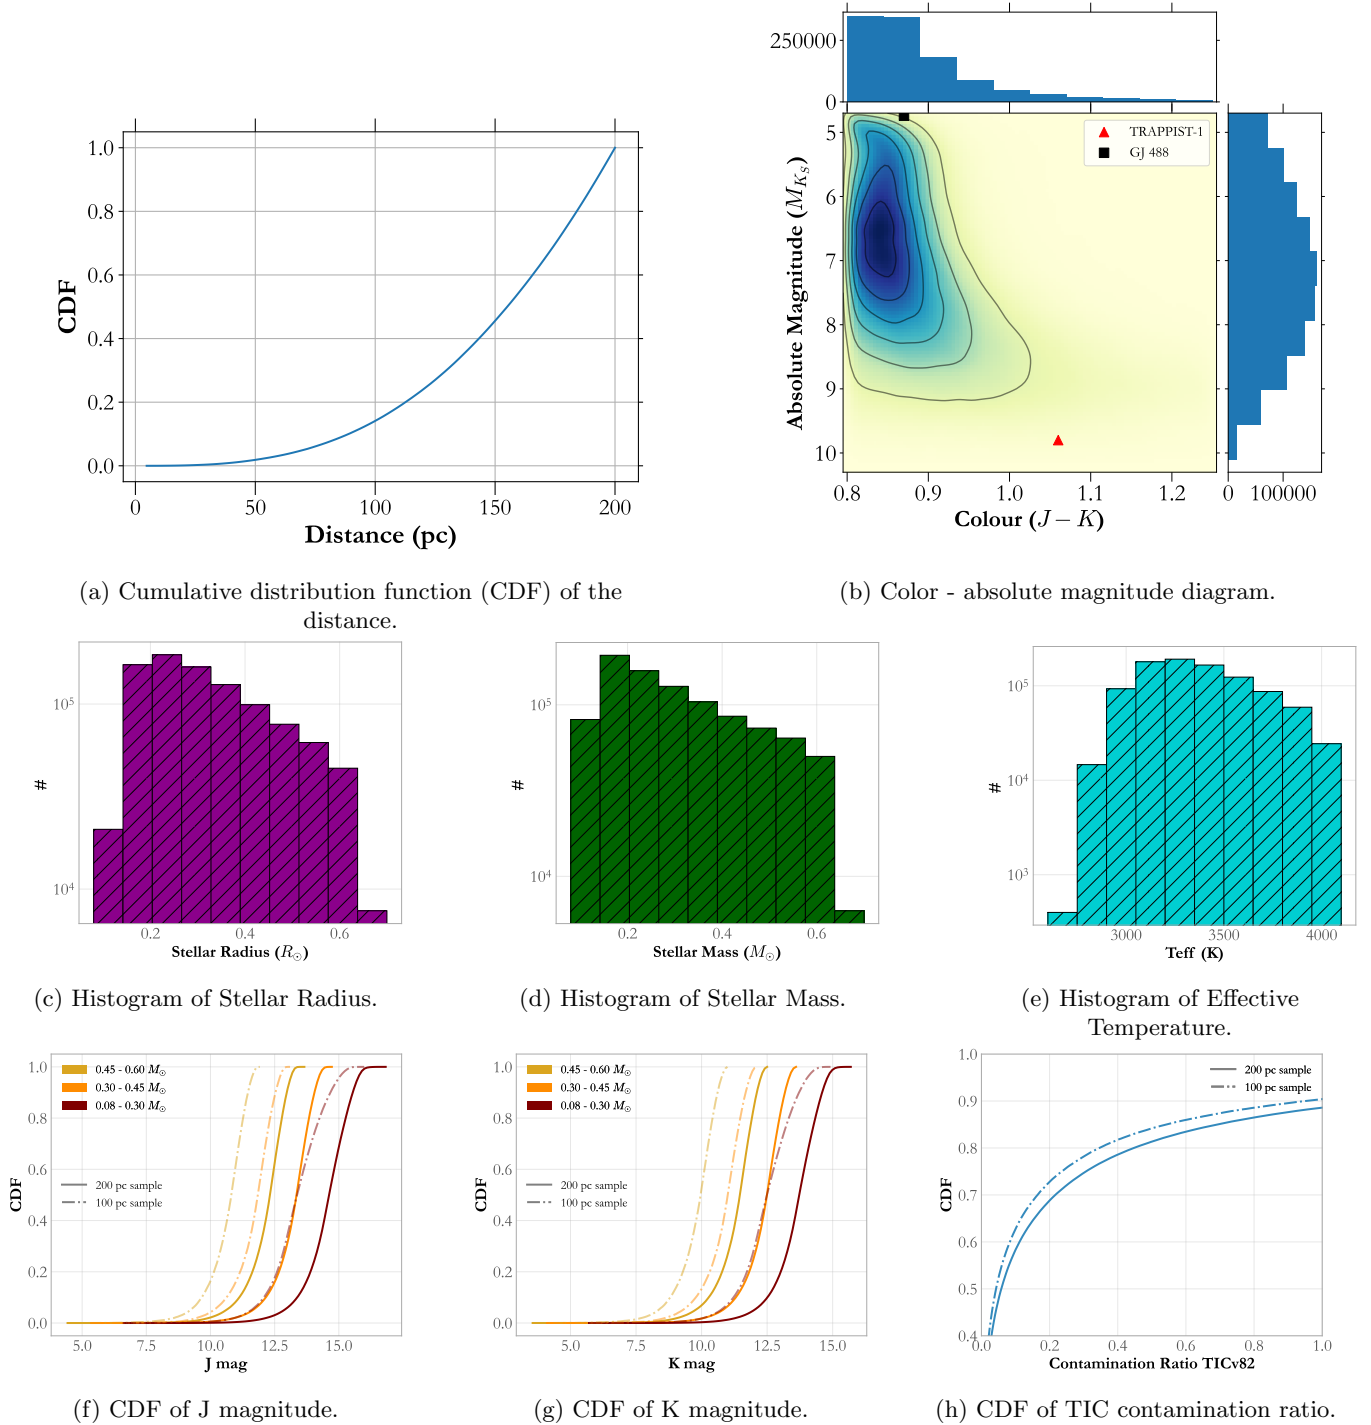 1.0
0.8
0.6
0.4
0.2
0.0
CDF
0 50 100 150 200
Distance (pc)
(a) Cumulative distribution function (CDF) of the
distance.
250000
0
TRAPPIST-1
GJ 488
5
6
7
8
9
10
Absolute Magnitude (M_{K_S})
0.8 0.9 1.0 1.1 1.2
0 100000
Colour (J − K)
(b) Color - absolute magnitude diagram.
10^5
10^4
#
0.2 0.4 0.6
Stellar Radius (R_☉)
(c) Histogram of Stellar Radius.
10^5
10^4
#
0.2 0.4 0.6
Stellar Mass (M_☉)
(d) Histogram of Stellar Mass.
10^5
10^4
10^3
#
3000 3500 4000
Teff (K)
(e) Histogram of Effective
Temperature.
1.0
0.8
0.6
0.4
0.2
0.0
CDF
0.45 - 0.60 M_☉
0.30 - 0.45 M_☉
0.08 - 0.30 M_☉
200 pc sample
100 pc sample
5.0 7.5 10.0 12.5 15.0
J mag
(f) CDF of J magnitude.
1.0
0.8
0.6
0.4
0.2
0.0
CDF
0.45 - 0.60 M_☉
0.30 - 0.45 M_☉
0.08 - 0.30 M_☉
200 pc sample
100 pc sample
5.0 7.5 10.0 12.5 15.0
K mag
(g) CDF of K magnitude.
1.0
0.9
0.8
0.7
0.6
0.5
0.4
CDF
200 pc sample
100 pc sample
0.0 0.2 0.4 0.6 0.8 1.0
Contamination Ratio TICv82
(h) CDF of TIC contamination ratio.